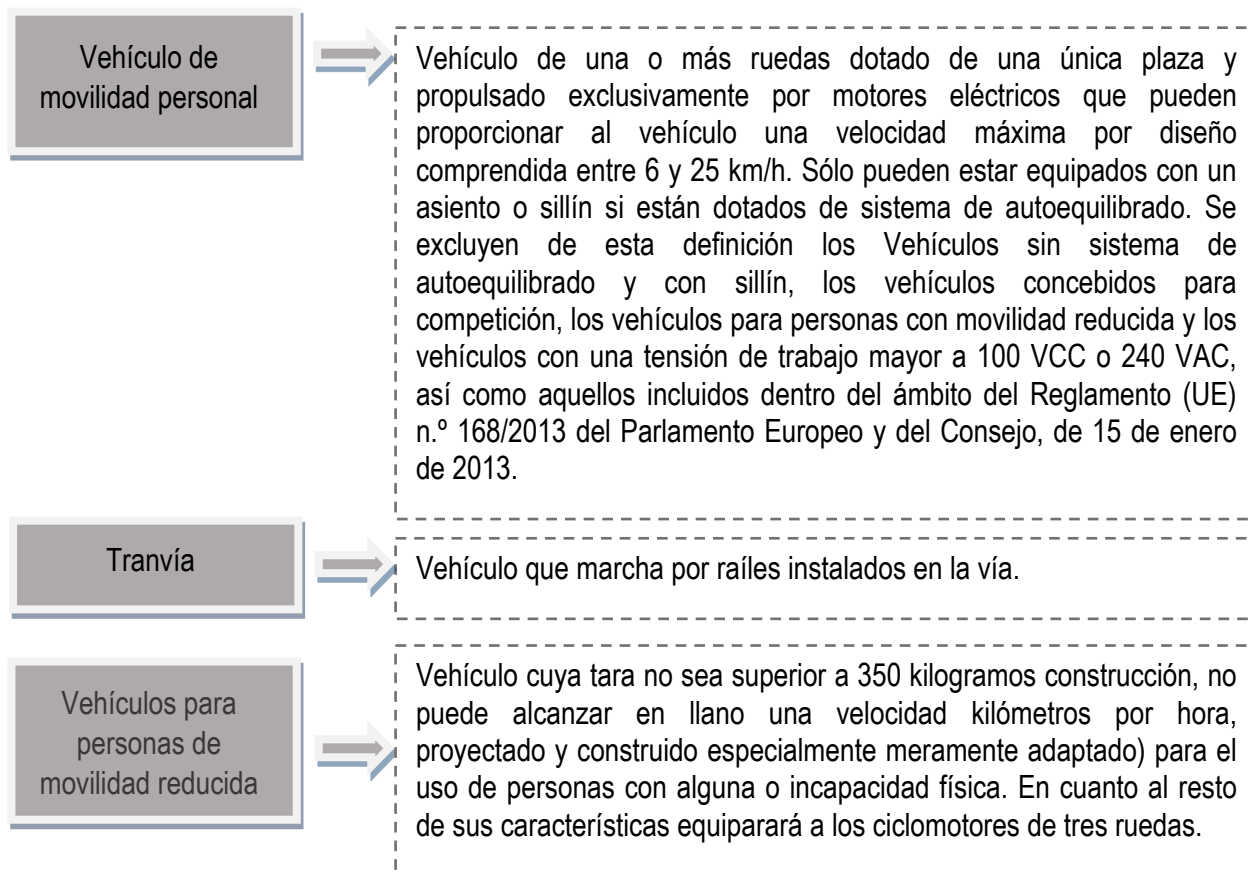 Vehículo de
movilidad personal
Vehículo de una o más ruedas dotado de una única plaza y
propulsado exclusivamente por motores eléctricos que pueden
proporcionar al vehículo una velocidad máxima por diseño
comprendida entre 6 y 25 km/h. Sólo pueden estar equipados con un
asiento o sillín si están dotados de sistema de autoequilibrado. Se
excluyen de esta definición los Vehículos sin sistema de
autoequilibrado y con sillín, los vehículos concebidos para
competición, los vehículos para personas con movilidad reducida y los
vehículos con una tensión de trabajo mayor a 100 VCC o 240 VAC,
así como aquellos incluidos dentro del ámbito del Reglamento (UE)
n.º 168/2013 del Parlamento Europeo y del Consejo, de 15 de enero
de 2013.
Tranvía
Vehículo que marcha por raíles instalados en la vía.
Vehículos para
personas de
movilidad reducida
Vehículo cuya tara no sea superior a 350 kilogramos construcción, no
puede alcanzar en llano una velocidad kilómetros por hora,
proyectado y construido especialmente meramente adaptado) para el
uso de personas con alguna o incapacidad física. En cuanto al resto
de sus características equiparará a los ciclomotores de tres ruedas.